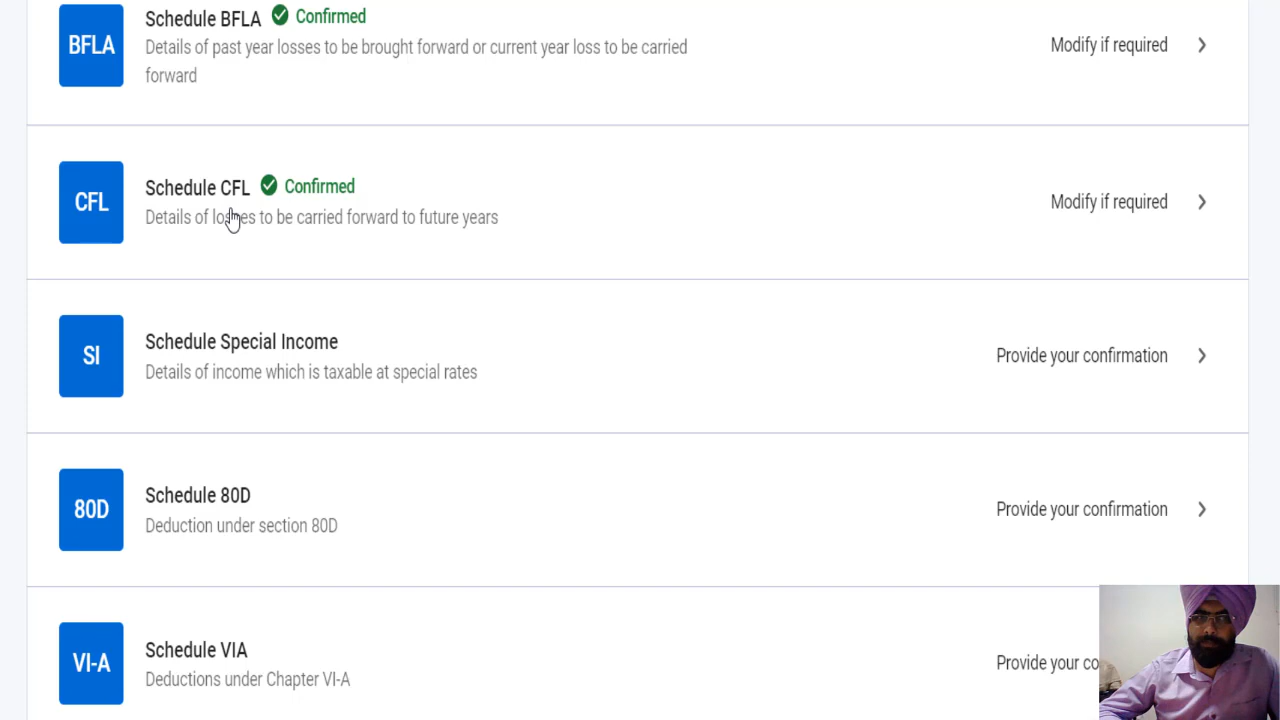 BFLA
Schedule BFLA Confirmed
Details of past year losses to be brought forward or current year loss to be carried
forward
Modify if required
CFL
Schedule CFL Confirmed
Details of losses to be carried forward to future years
Modify if required
SI
Schedule Special Income
Details of income which is taxable at special rates
Provide your confirmation
80D
Schedule 80D
Deduction under section 80D
Provide your confirmation
VI-A
Schedule VIA
Deductions under Chapter VI-A
Provide your co